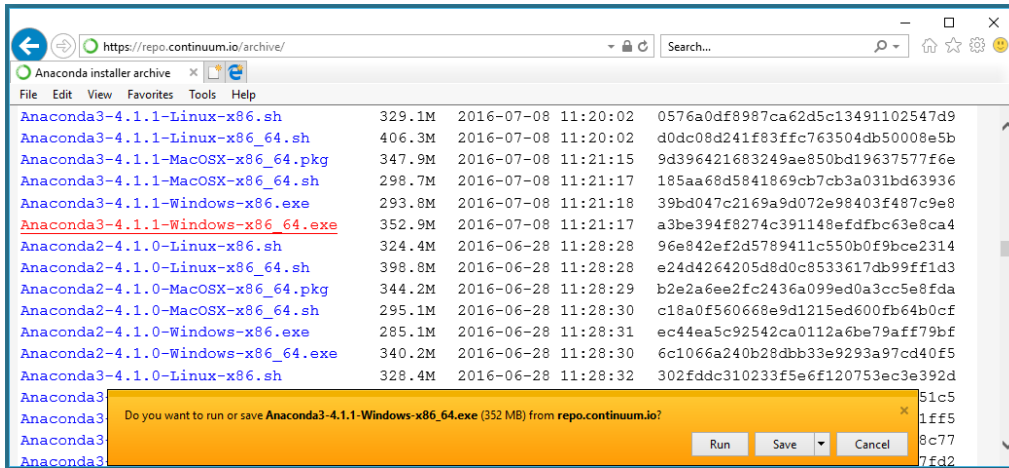 https://repo.continuum.io/archive/ Search...
Anaconda installer archive
File Edit View Favorites Tools Help
Anaconda3-4.1.1-Linux-x86.sh 329.1M 2016-07-08 11:20:02 0576a0df8987ca62d5c13491102547d9
Anaconda3-4.1.1-Linux-x86_64.sh 406.3M 2016-07-08 11:20:02 d0dc08d241f83ffc763504db50008e5b
Anaconda3-4.1.1-MacOSX-x86_64.pkg 347.9M 2016-07-08 11:21:15 9d396421683249ae850bd19637577f6e
Anaconda3-4.1.1-MacOSX-x86_64.sh 298.7M 2016-07-08 11:21:17 185aa68d5841869cb7cb3a031bd63936
Anaconda3-4.1.1-Windows-x86.exe 293.8M 2016-07-08 11:21:18 39bd047c2169a9d072e98403f487c9e8
Anaconda3-4.1.1-Windows-x86_64.exe 352.9M 2016-07-08 11:21:17 a3be394f8274c391148efdfbc63e8ca4
Anaconda2-4.1.0-Linux-x86.sh 324.4M 2016-06-28 11:28:28 96e842ef2d5789411c550b0f9bce2314
Anaconda2-4.1.0-Linux-x86_64.sh 398.8M 2016-06-28 11:28:28 e24d4264205d8d0c8533617db99ff1d3
Anaconda2-4.1.0-MacOSX-x86_64.pkg 344.2M 2016-06-28 11:28:29 b2e2a6ee2fc2436a099ed0a3cc5e8fda
Anaconda2-4.1.0-MacOSX-x86_64.sh 295.1M 2016-06-28 11:28:30 c18a0f560668e9d1215ed600fb64b0cf
Anaconda2-4.1.0-Windows-x86.exe 285.1M 2016-06-28 11:28:31 ec44ea5c92542ca0112a6be79aff79bf
Anaconda2-4.1.0-Windows-x86_64.exe 340.2M 2016-06-28 11:28:30 6c1066a240b28dbb33e9293a97cd40f5
Anaconda3-4.1.0-Linux-x86.sh 328.4M 2016-06-28 11:28:32 302fddc310233f5e6f120753ec3e392d
Anaconda3- 51c5
Anaconda3- 1ff5
Anaconda3- 8c77
Anaconda3- 7fd2
Do you want to run or save Anaconda3-4.1.1-Windows-x86_64.exe (352 MB) from repo.continuum.io?
Run Save Cancel